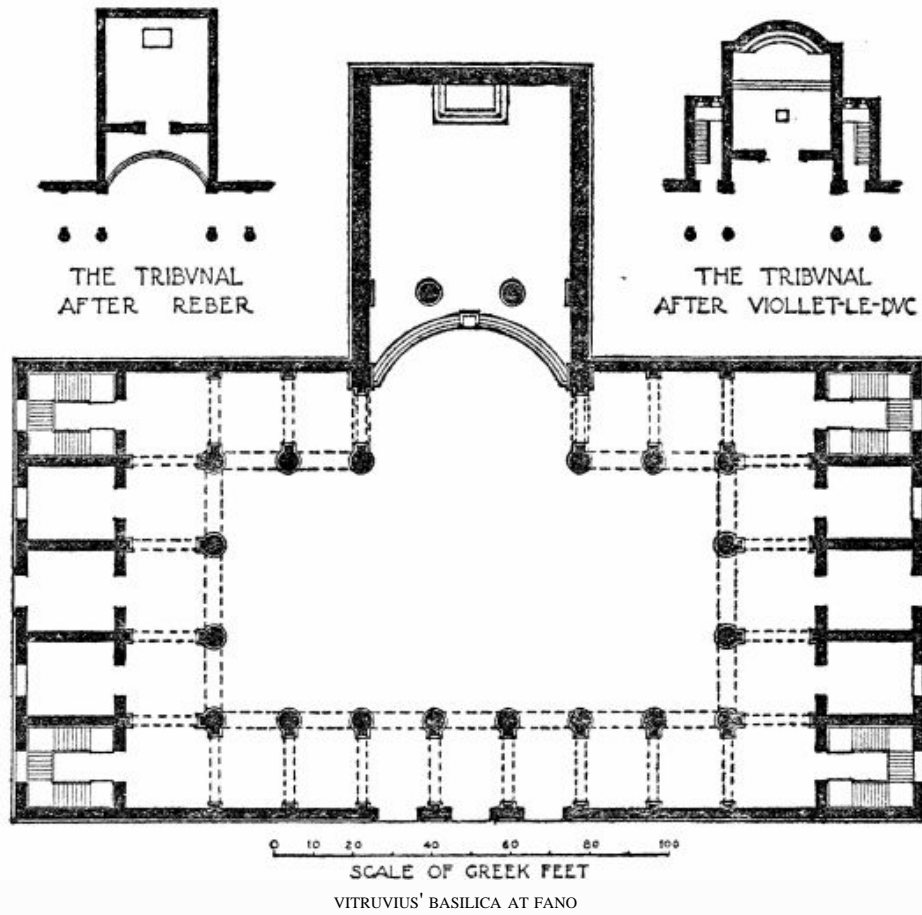 THE TRIBVNAL
AFTER REBER
THE TRIBVNAL
AFTER VIOLLET-LE-DVC
0 10 20 40 60 80 100
SCALE OF GREEK FEET
VITRUVIUS' BASILICA AT FANO